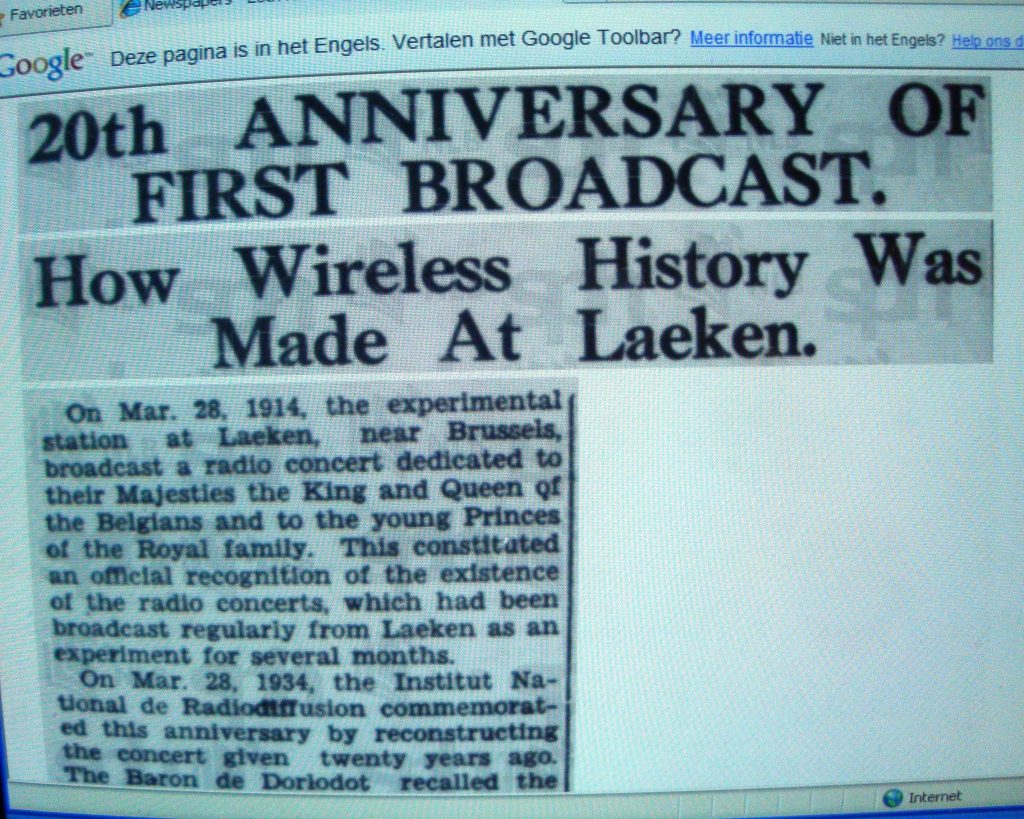 Favorieten
Newspapers
Google™ Deze pagina is in het Engels. Vertalen met Google Toolbar? Meer informatie Niet in het Engels? Help ons
20th ANNIVERSARY OF
FIRST BROADCAST.
How Wireless History Was
Made At Laeken.
On Mar. 28, 1914, the experimental
station at Laeken, near Brussels,
broadcast a radio concert dedicated to
their Majesties the King and Queen of
the Belgians and to the young Princes
of the Royal family. This constituted
an official recognition of the existence
of the radio concerts, which had been
broadcast regularly from Laeken as an
experiment for several months.
On Mar. 28, 1934, the Institut Na-
tional de Radiodiffusion commemorat-
ed this anniversary by reconstructing
the concert given twenty years ago.
The Baron de Dorlodot recalled the
Internet